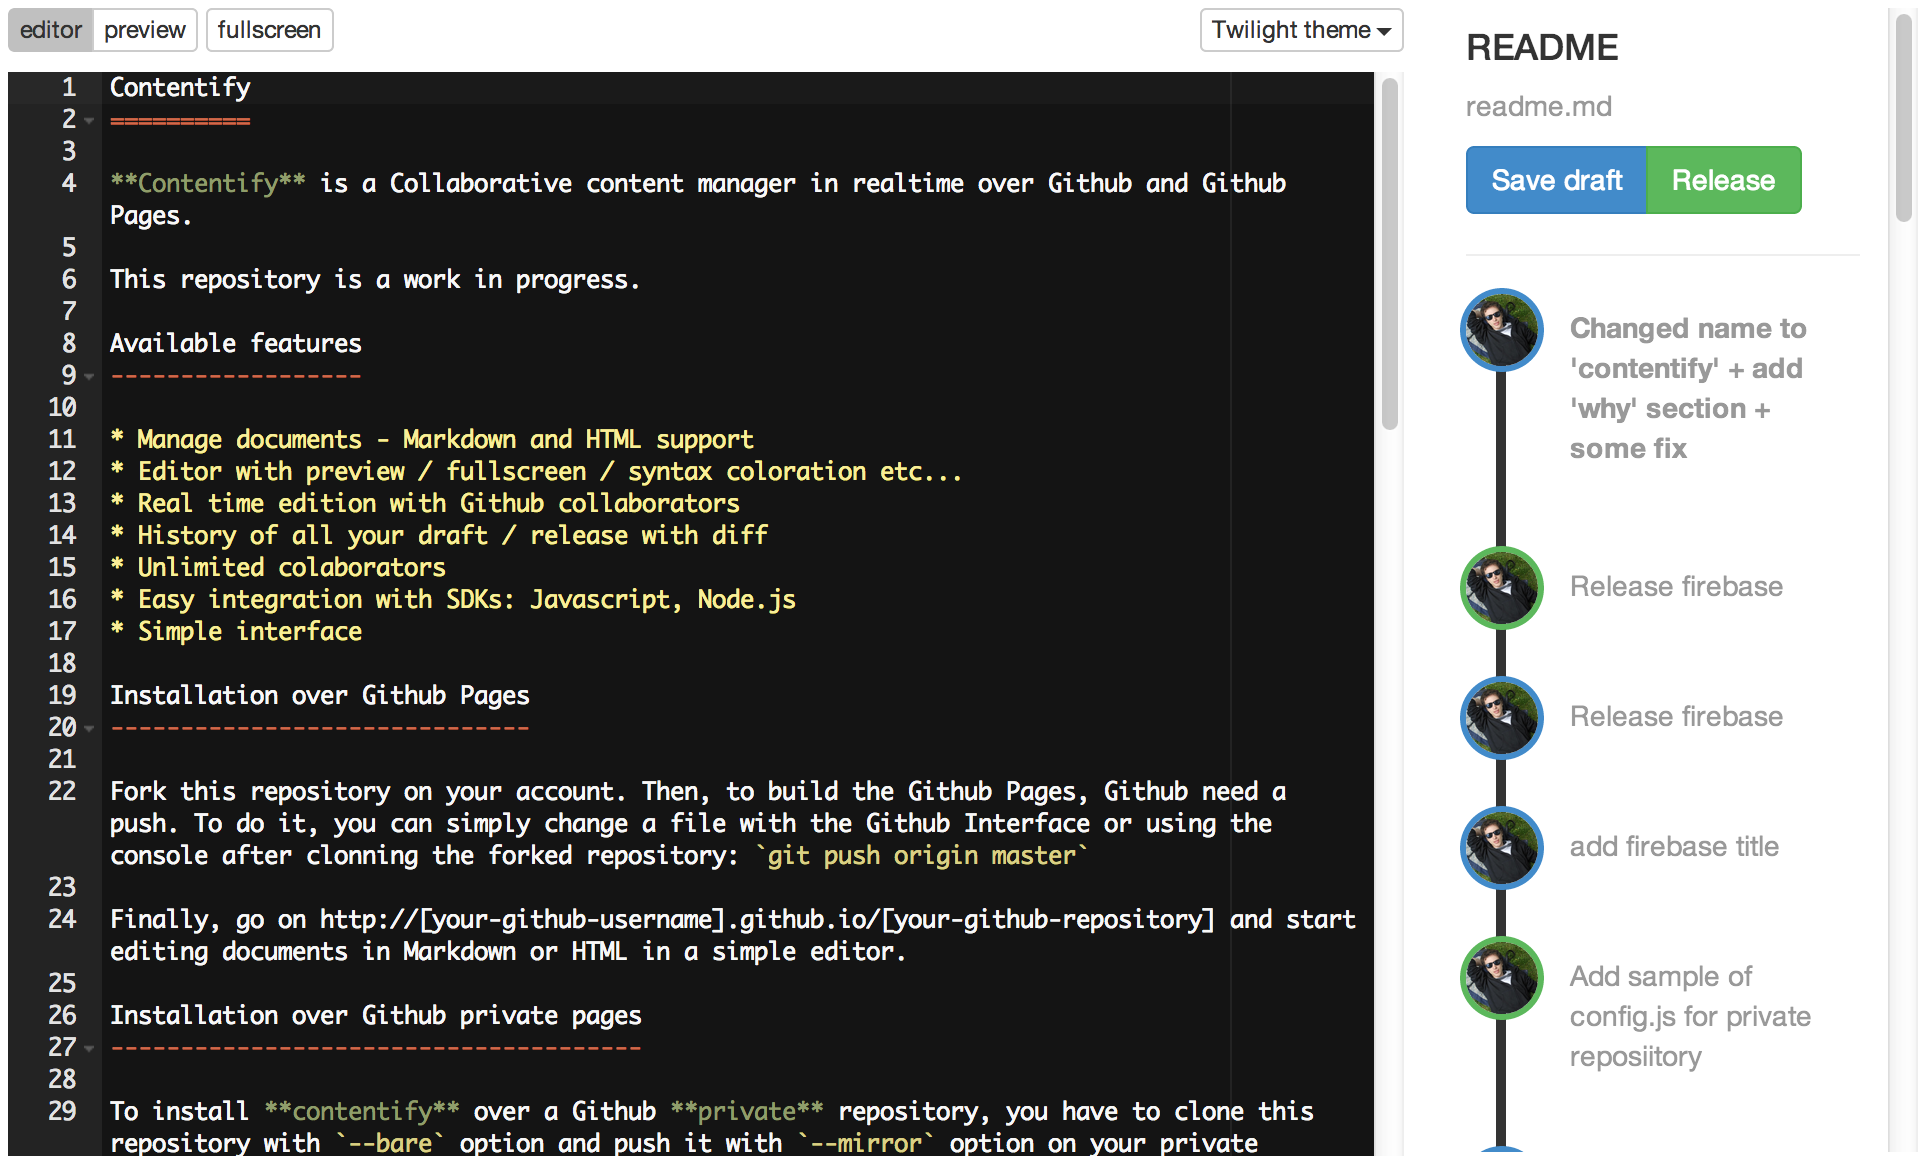 editor preview fullscreen Twilight theme
1 Contentify
2 ==========
3
4 **Contentify** is a Collaborative content manager in realtime over Github and Github
Pages.
5
6 This repository is a work in progress.
7
8 Available features
9 ------------------
10
11 * Manage documents - Markdown and HTML support
12 * Editor with preview / fullscreen / syntax coloration etc...
13 * Real time edition with Github collaborators
14 * History of all your draft / release with diff
15 * Unlimited colaborators
16 * Easy integration with SDKs: Javascript, Node.js
17 * Simple interface
18
19 Installation over Github Pages
20 ------------------------------
21
22 Fork this repository on your account. Then, to build the Github Pages, Github need a
push. To do it, you can simply change a file with the Github Interface or using the
console after clonning the forked repository: `git push origin master`
23
24 Finally, go on http://[your-github-username].github.io/[your-github-repository] and start
editing documents in Markdown or HTML in a simple editor.
25
26 Installation over Github private pages
27 --------------------------------------
28
29 To install **contentify** over a Github **private** repository, you have to clone this
repository with `--bare` option and push it with `--mirror` option on your private
README
readme.md
Save draft Release
Changed name to
'contentify' + add
'why' section +
some fix
Release firebase
Release firebase
add firebase title
Add sample of
config.js for private
reposiitory